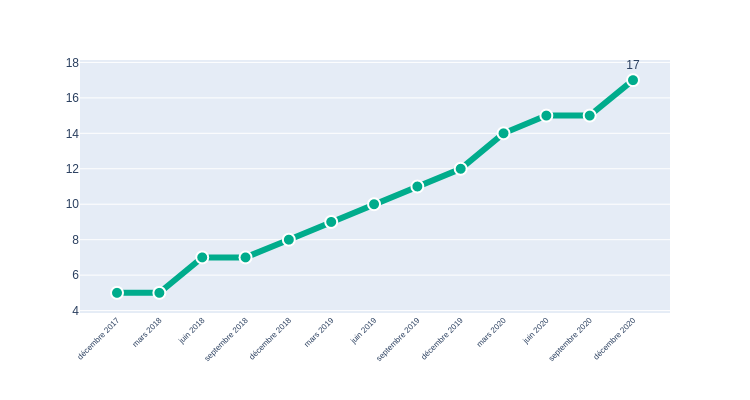 18
17
16
14
12
10
8
6
4
décembre 2017
mars 2018
juin 2018
septembre 2018
décembre 2018
mars 2019
juin 2019
septembre 2019
décembre 2019
mars 2020
juin 2020
septembre 2020
décembre 2020